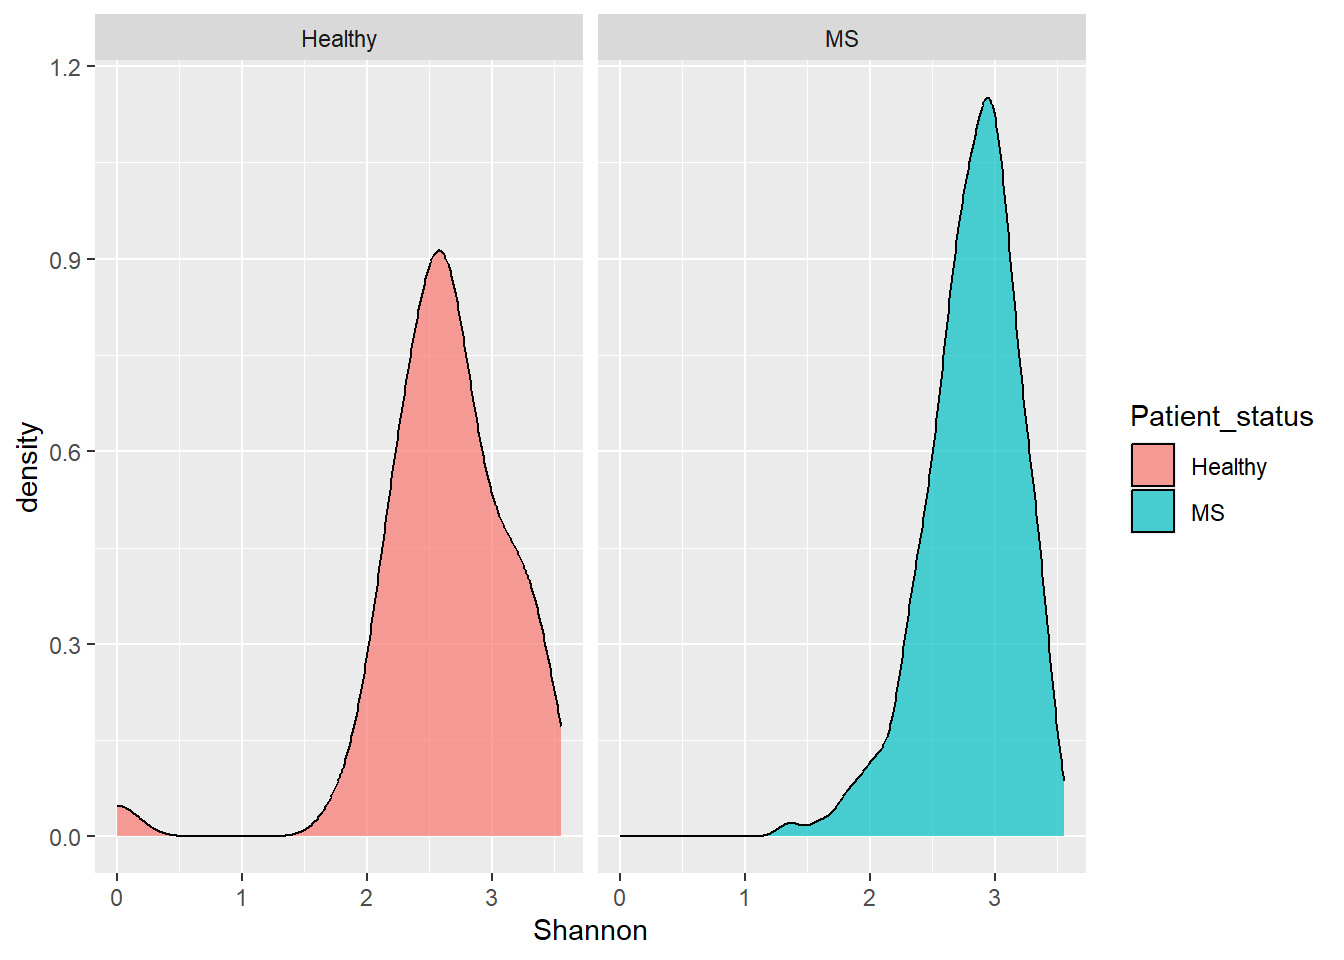 Healthy
MS
1.2
0.9
0.6
0.3
0.0
density
0 1 2 3
0 1 2 3
Shannon
Patient_status
Healthy
MS